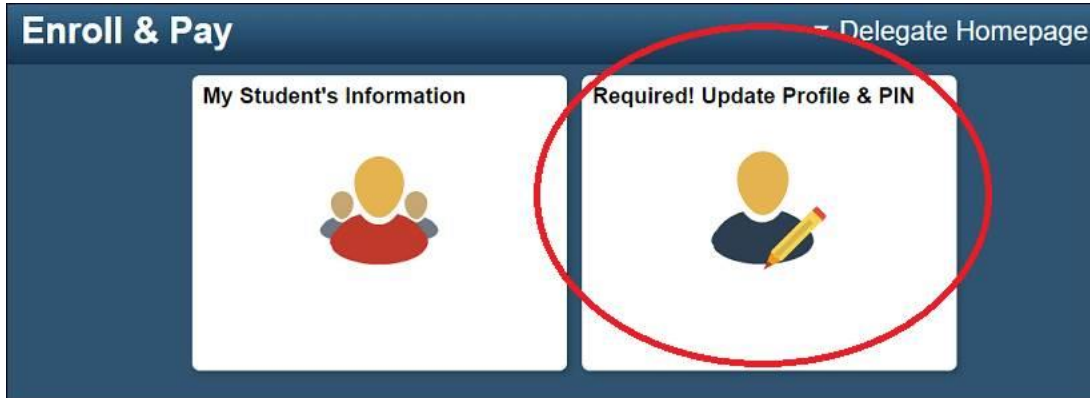 Enroll & Pay
Delegate Homepage
My Student's Information
Required! Update Profile & PIN